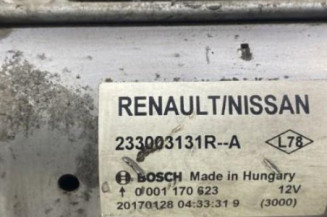 RENAULT/NISSAN
233003131R--A
L78
BOSCH Made in Hungary
0 001 170 623 12V
20170128 04:33:31 9 (3000)